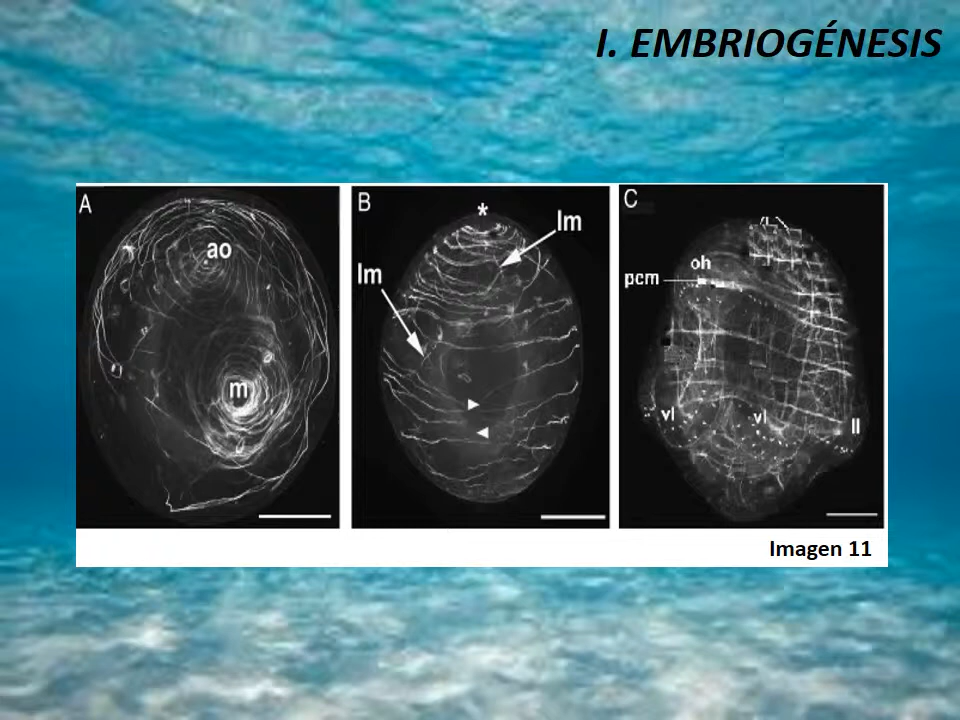 I. EMBRIOGÉNESIS
A
ao
m
B
*
lm
lm
C
oh
pcm
vl
vl
ll
Imagen 11